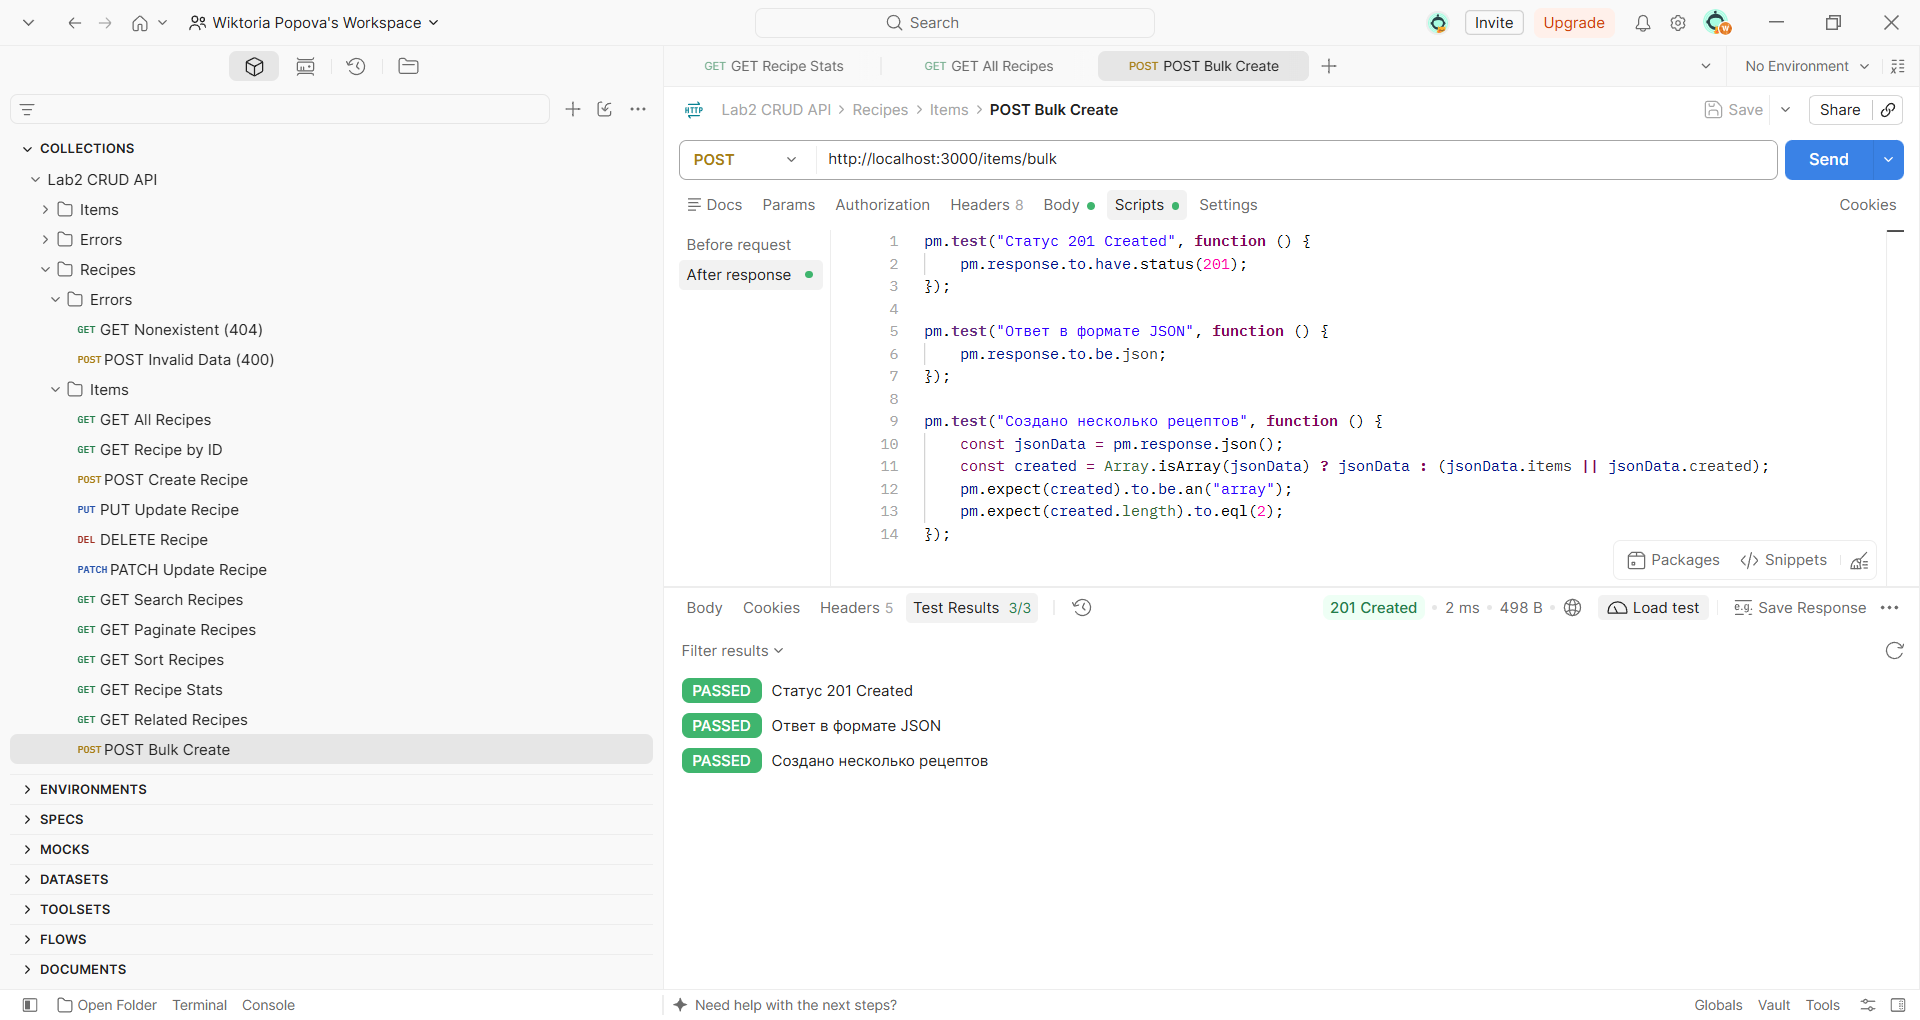 Wiktoria Popova's Workspace
Search
Invite
Upgrade
COLLECTIONS
Lab2 CRUD API
Items
Errors
Recipes
Errors
GET GET Nonexistent (404)
POST POST Invalid Data (400)
Items
GET GET All Recipes
GET GET Recipe by ID
POST POST Create Recipe
PUT PUT Update Recipe
DEL DELETE Recipe
PATCH PATCH Update Recipe
GET GET Search Recipes
GET GET Paginate Recipes
GET GET Sort Recipes
GET GET Recipe Stats
GET GET Related Recipes
POST POST Bulk Create
ENVIRONMENTS
SPECS
MOCKS
DATASETS
TOOLSETS
FLOWS
DOCUMENTS
GET GET Recipe Stats
GET GET All Recipes
POST POST Bulk Create
No Environment
HTTP Lab2 CRUD API > Recipes > Items > POST Bulk Create
Save
Share
POST http://localhost:3000/items/bulk
Send
Docs Params Authorization Headers 8 Body Scripts Settings Cookies
Before request
After response
1 pm.test("Статус 201 Created", function () {
2 pm.response.to.have.status(201);
3 });
4
5 pm.test("Ответ в формате JSON", function () {
6 pm.response.to.be.json;
7 });
8
9 pm.test("Создано несколько рецептов", function () {
10 const jsonData = pm.response.json();
11 const created = Array.isArray(jsonData) ? jsonData : (jsonData.items || jsonData.created);
12 pm.expect(created).to.be.an("array");
13 pm.expect(created.length).to.eql(2);
14 });
Packages </> Snippets
Body Cookies Headers 5 Test Results 3/3
201 Created • 2 ms • 498 B • Load test
e.g. Save Response
Filter results
PASSED Статус 201 Created
PASSED Ответ в формате JSON
PASSED Создано несколько рецептов
Open Folder Terminal Console
Need help with the next steps?
Globals Vault Tools